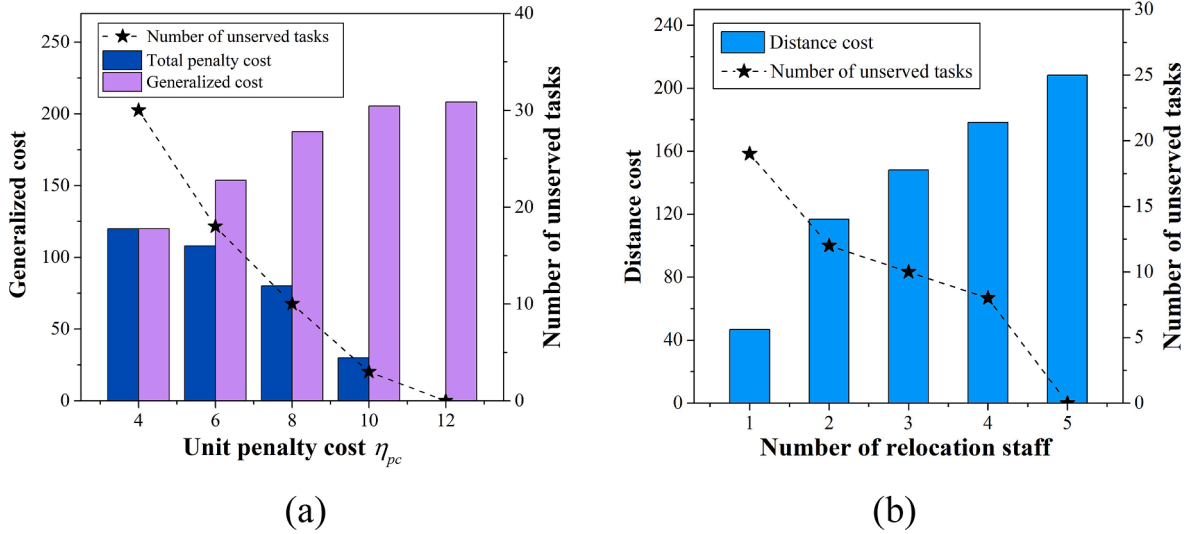 Generalized cost
250
200
150
100
50
0
Number of unserved tasks
Total penalty cost
Generalized cost
40
30
20
10
0
Number of unserved tasks
4 6 8 10 12
Unit penalty cost η_pc
(a)
Distance cost
240
200
160
120
80
40
0
Distance cost
Number of unserved tasks
30
25
20
15
10
5
0
Number of unserved tasks
1 2 3 4 5
Number of relocation staff
(b)